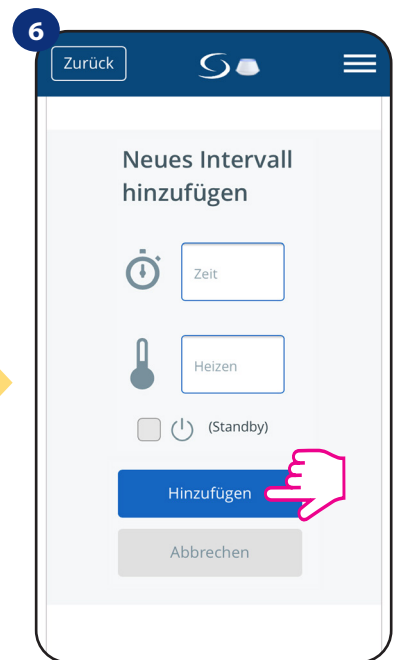 6
Zurück
Neues Intervall
hinzufügen
Zeit
Heizen
(Standby)
Hinzufügen
Abbrechen